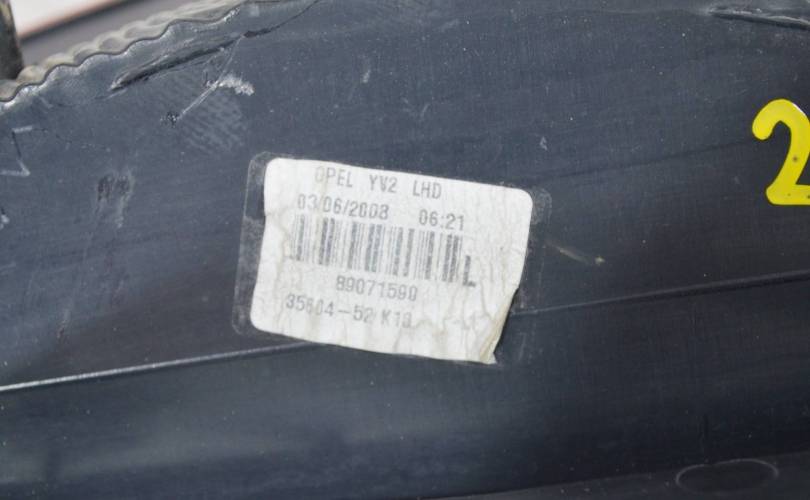 OPEL YV2 LHD
03/06/2008 06:21
L
89071590
35604-52 K13
2